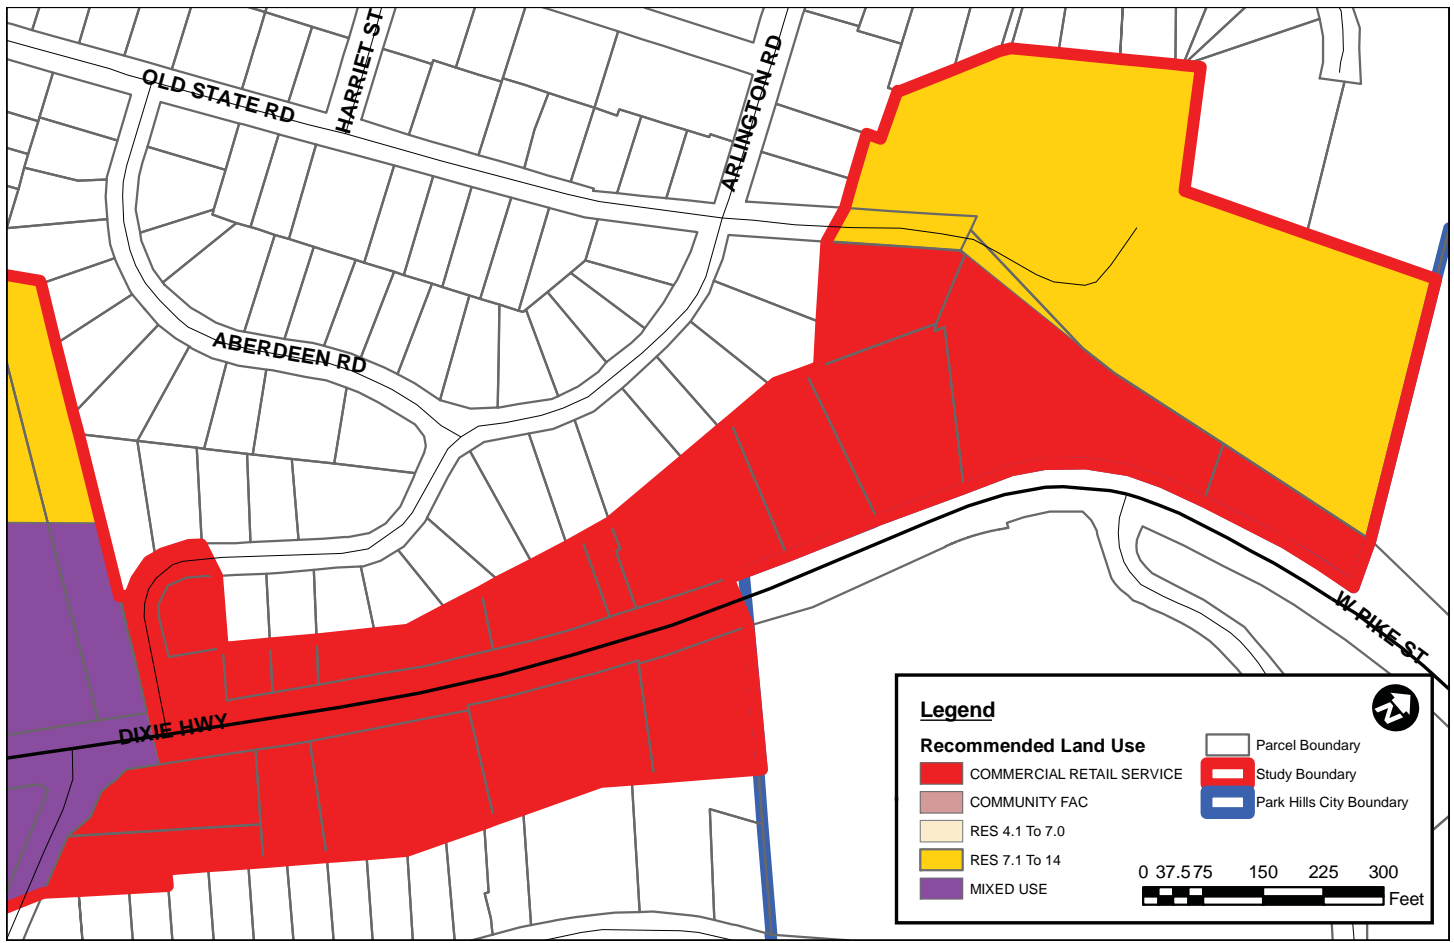 OLD STATE RD
HARRIET ST
ARLINGTON RD
ABERDEEN RD
DIXIE HWY
W PIKE ST
Legend
Recommended Land Use
COMMERCIAL RETAIL SERVICE
COMMUNITY FAC
RES 4.1 To 7.0
RES 7.1 To 14
MIXED USE
Parcel Boundary
Study Boundary
Park Hills City Boundary
N
0 37.575 150 225 300
Feet